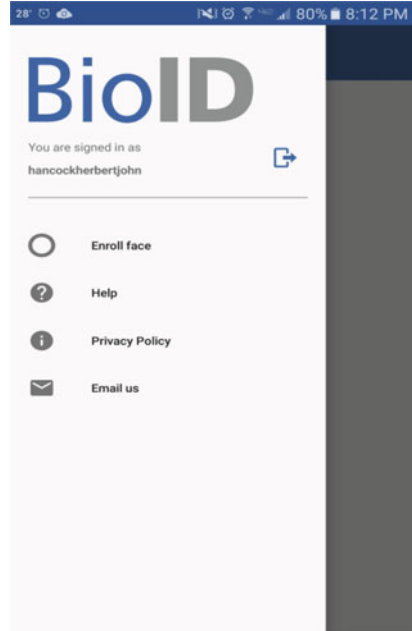 28° 80% 8:12 PM
BioID
You are signed in as
hancockherbertjohn
Enroll face
Help
Privacy Policy
Email us